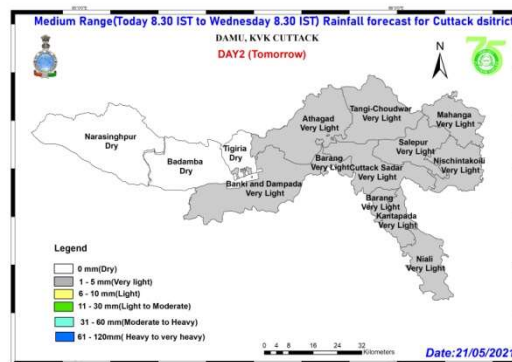 Medium Range(Today 8.30 IST to Wednesday 8.30 IST) Rainfall forecast for Cuttack dsitrict
DAMU, KVK CUTTACK
DAY2 (Tomorrow)
N
75
Tangi-Choudwar
Very Light
Athagad
Very Light
Mahanga
Very Light
Narasinghpur
Dry
Tigiria
Dry
Salepur
Very Light
Badamba
Dry
Barang
Very Light
Nischintakoili
Very Light
Cuttack Sadar
Very Light
Banki and Dampada
Very Light
Barang
Very Light
Kantapada
Very Light
Niali
Very Light
Legend
0 mm(Dry)
1 - 5 mm(Very light)
6 - 10 mm(Light)
11 - 30 mm(Light to Moderate)
31 - 60 mm(Moderate to Heavy)
61 - 120mm( Heavy to very heavy)
0 4 8 16 24 32
Kilometers
Date:21/05/2021